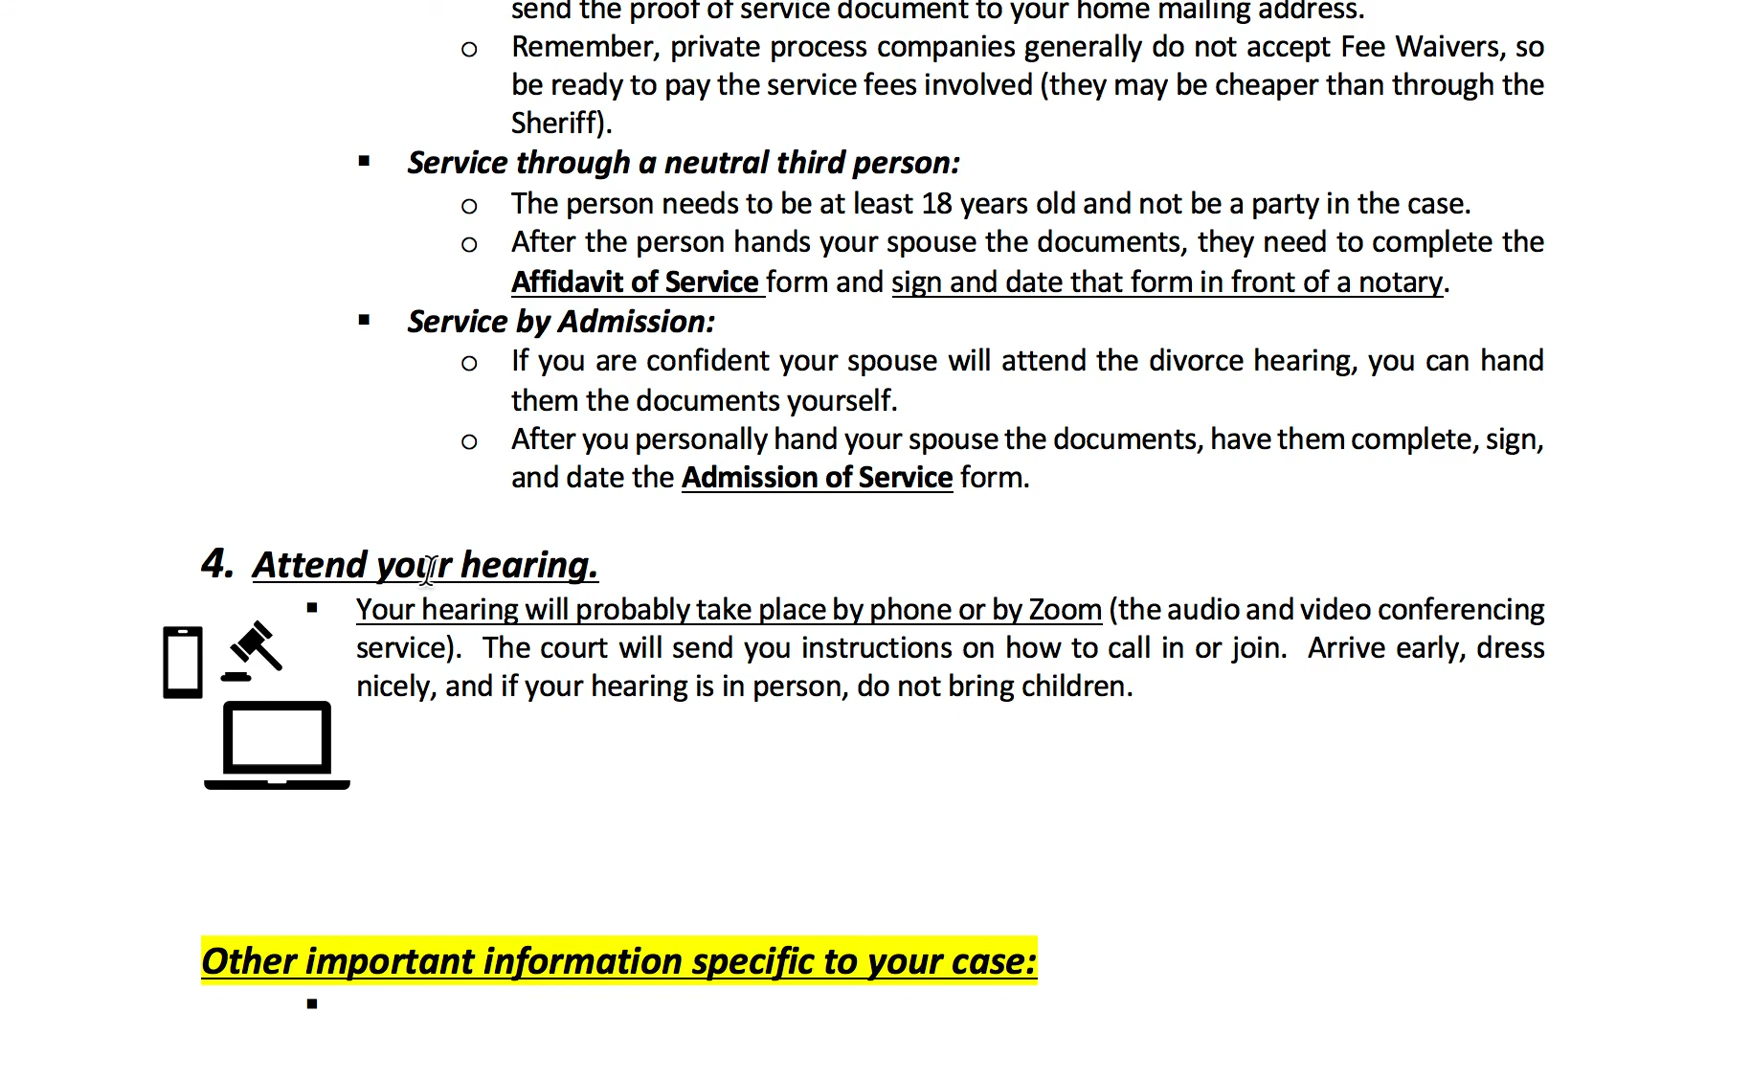 send the proof of service document to your home mailing address.
o Remember, private process companies generally do not accept Fee Waivers, so
be ready to pay the service fees involved (they may be cheaper than through the
Sheriff).
▪ Service through a neutral third person:
o The person needs to be at least 18 years old and not be a party in the case.
o After the person hands your spouse the documents, they need to complete the
Affidavit of Service form and sign and date that form in front of a notary.
▪ Service by Admission:
o If you are confident your spouse will attend the divorce hearing, you can hand
them the documents yourself.
o After you personally hand your spouse the documents, have them complete, sign,
and date the Admission of Service form.
4. Attend your hearing.
▪ Your hearing will probably take place by phone or by Zoom (the audio and video conferencing
service). The court will send you instructions on how to call in or join. Arrive early, dress
nicely, and if your hearing is in person, do not bring children.
Other important information specific to your case:
▪